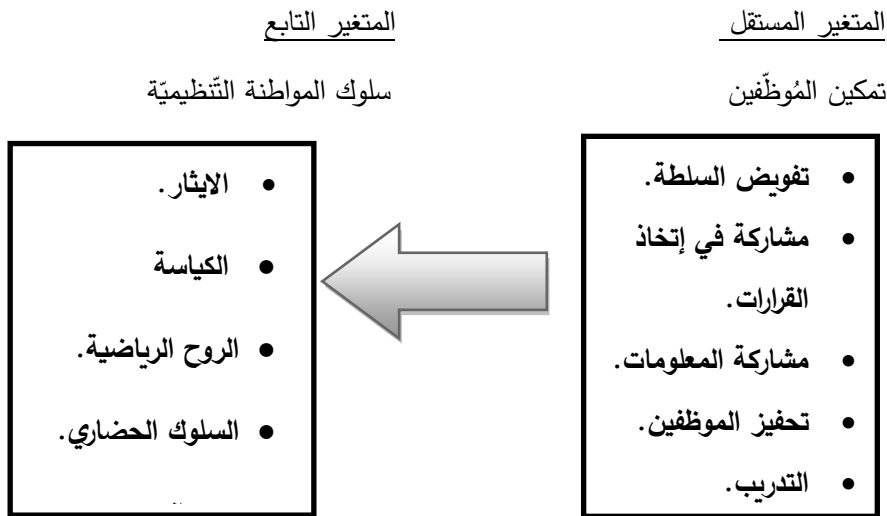 المتغير المستقل
المتغير التابع
تمكين المُوظّفين
سلوك المواطنة التّنظيميّة
• تفويض السلطة.
• مشاركة في إتخاذ
القرارات.
• مشاركة المعلومات.
• تحفيز الموظفين.
• التدريب.
• الايثار.
• الكياسة
• الروح الرياضية.
• السلوك الحضاري.